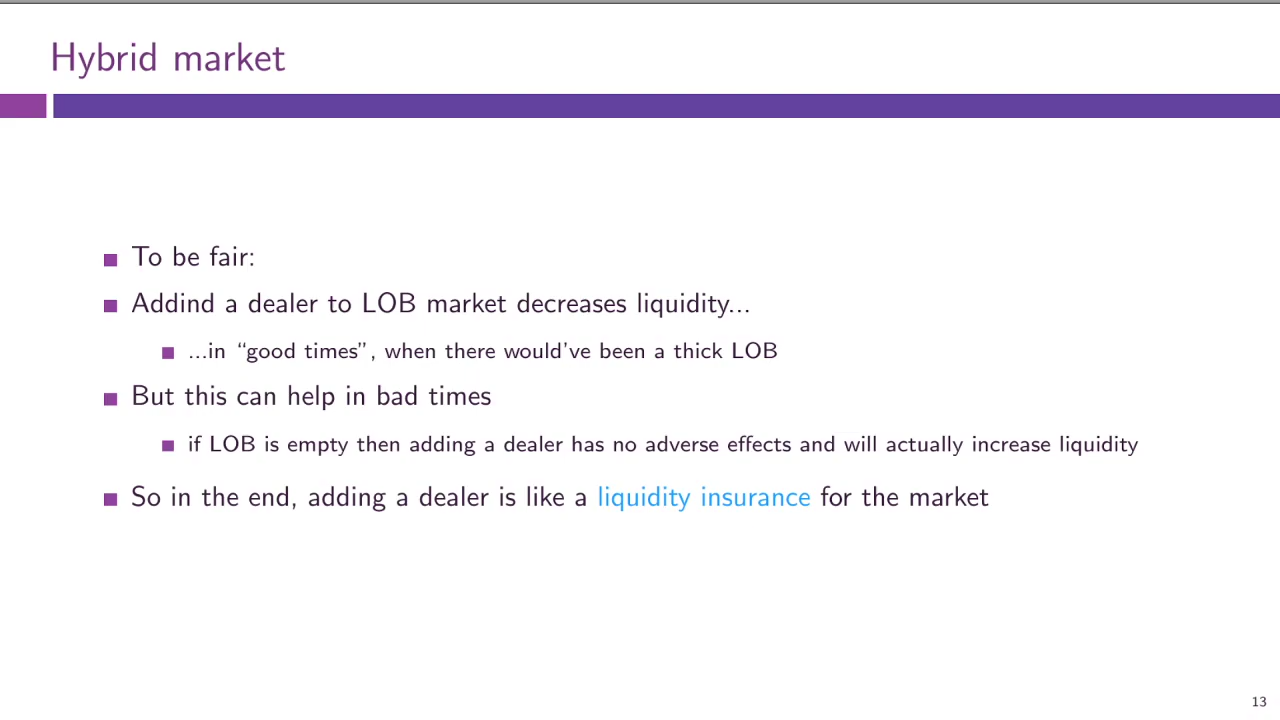 Hybrid market
To be fair:
Addind a dealer to LOB market decreases liquidity...
...in “good times”, when there would’ve been a thick LOB
But this can help in bad times
if LOB is empty then adding a dealer has no adverse effects and will actually increase liquidity
So in the end, adding a dealer is like a liquidity insurance for the market
13